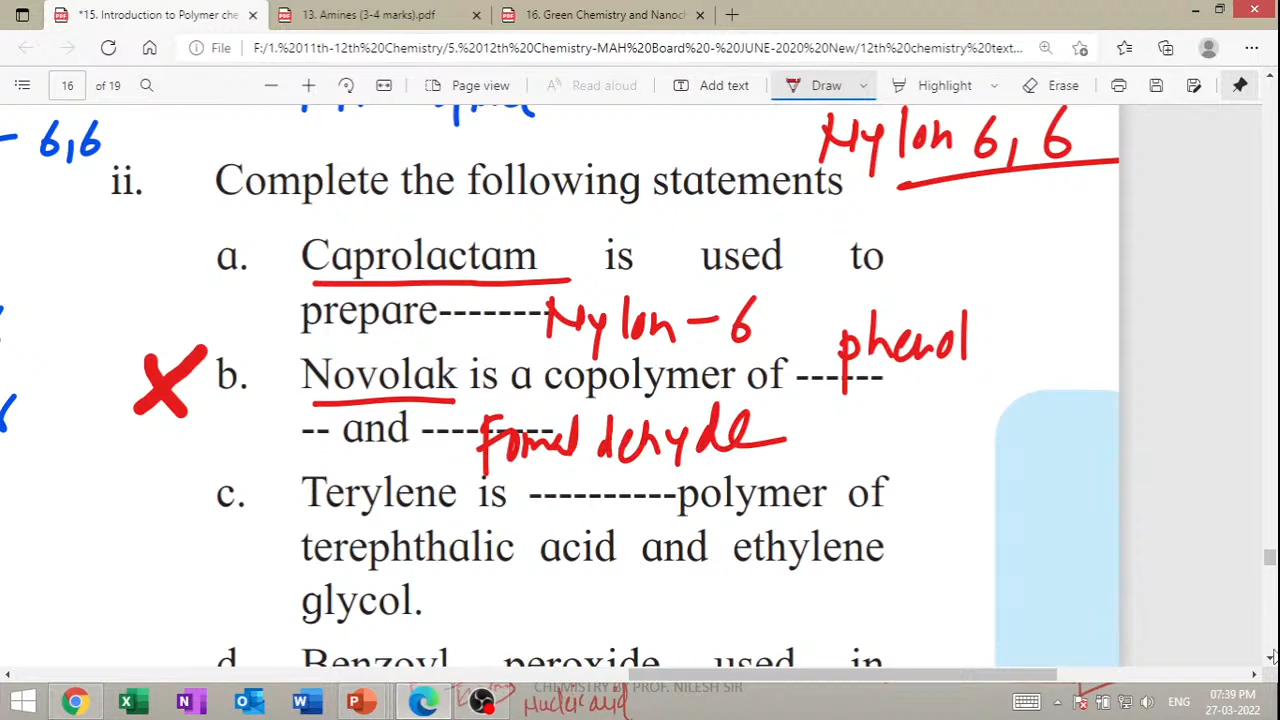 *15. Introduction to Polymer che
13. Amines (3-4 marks).pdf
16. Green Chemistry and Nanoch
File
F:/1.%2011th-12th%20Chemistry/5.%2012th%20Chemistry-MAH%20Board%20-%20JUNE-2020%20New/12th%20chemistry%20text...
16 of 19
Page view
Read aloud
Add text
Draw
Highlight
Erase
- 6,6
Nylon 6, 6
ii. Complete the following statements
a. Caprolactam is used to
prepare-------- Nylon-6
phenol
b. Novolak is a copolymer of ------
-- and --------- Formal dehyde
c. Terylene is ----------polymer of
terephthalic acid and ethylene
glycol.
d. Benzoyl peroxide used in
CHEMISTRY BY PROF. NILESH SIR
ENG
07:39 PM
27-03-2022